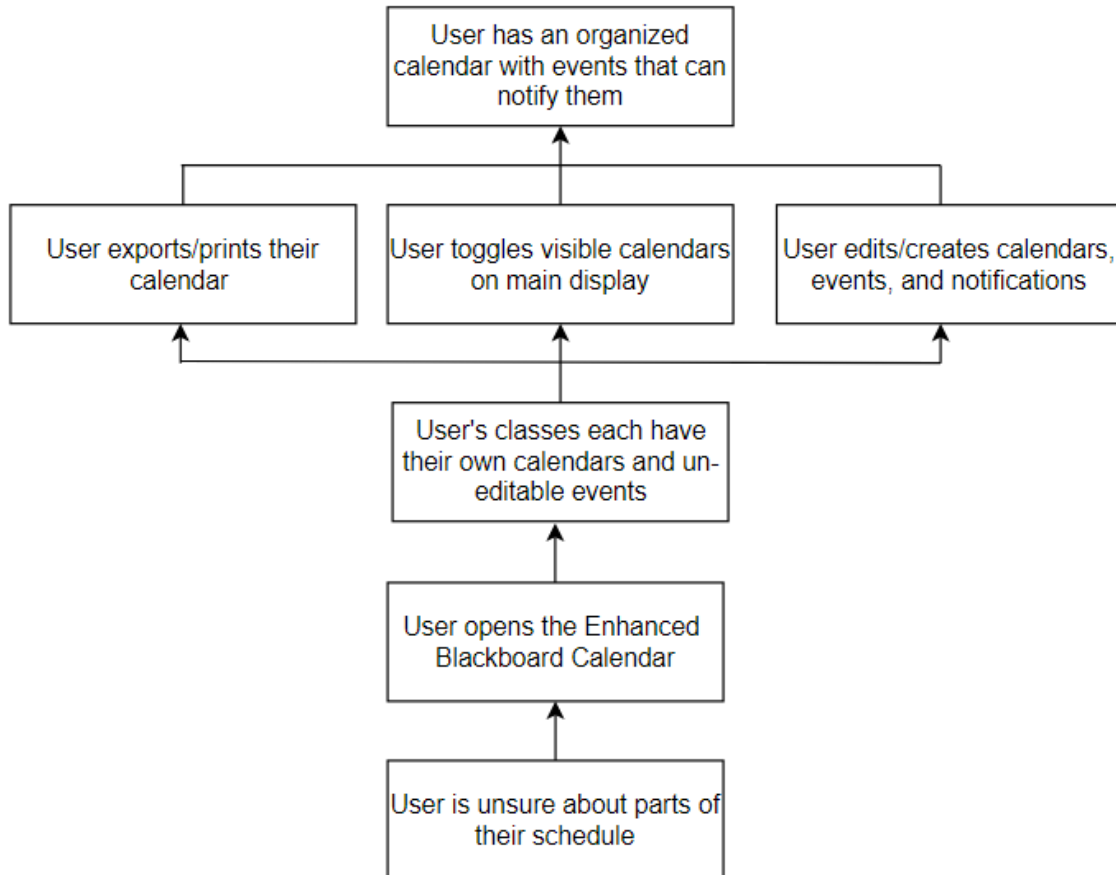 User has an organized
calendar with events that can
notify them
User exports/prints their
calendar
User toggles visible calendars
on main display
User edits/creates calendars,
events, and notifications
User's classes each have
their own calendars and un-
editable events
User opens the Enhanced
Blackboard Calendar
User is unsure about parts of
their schedule